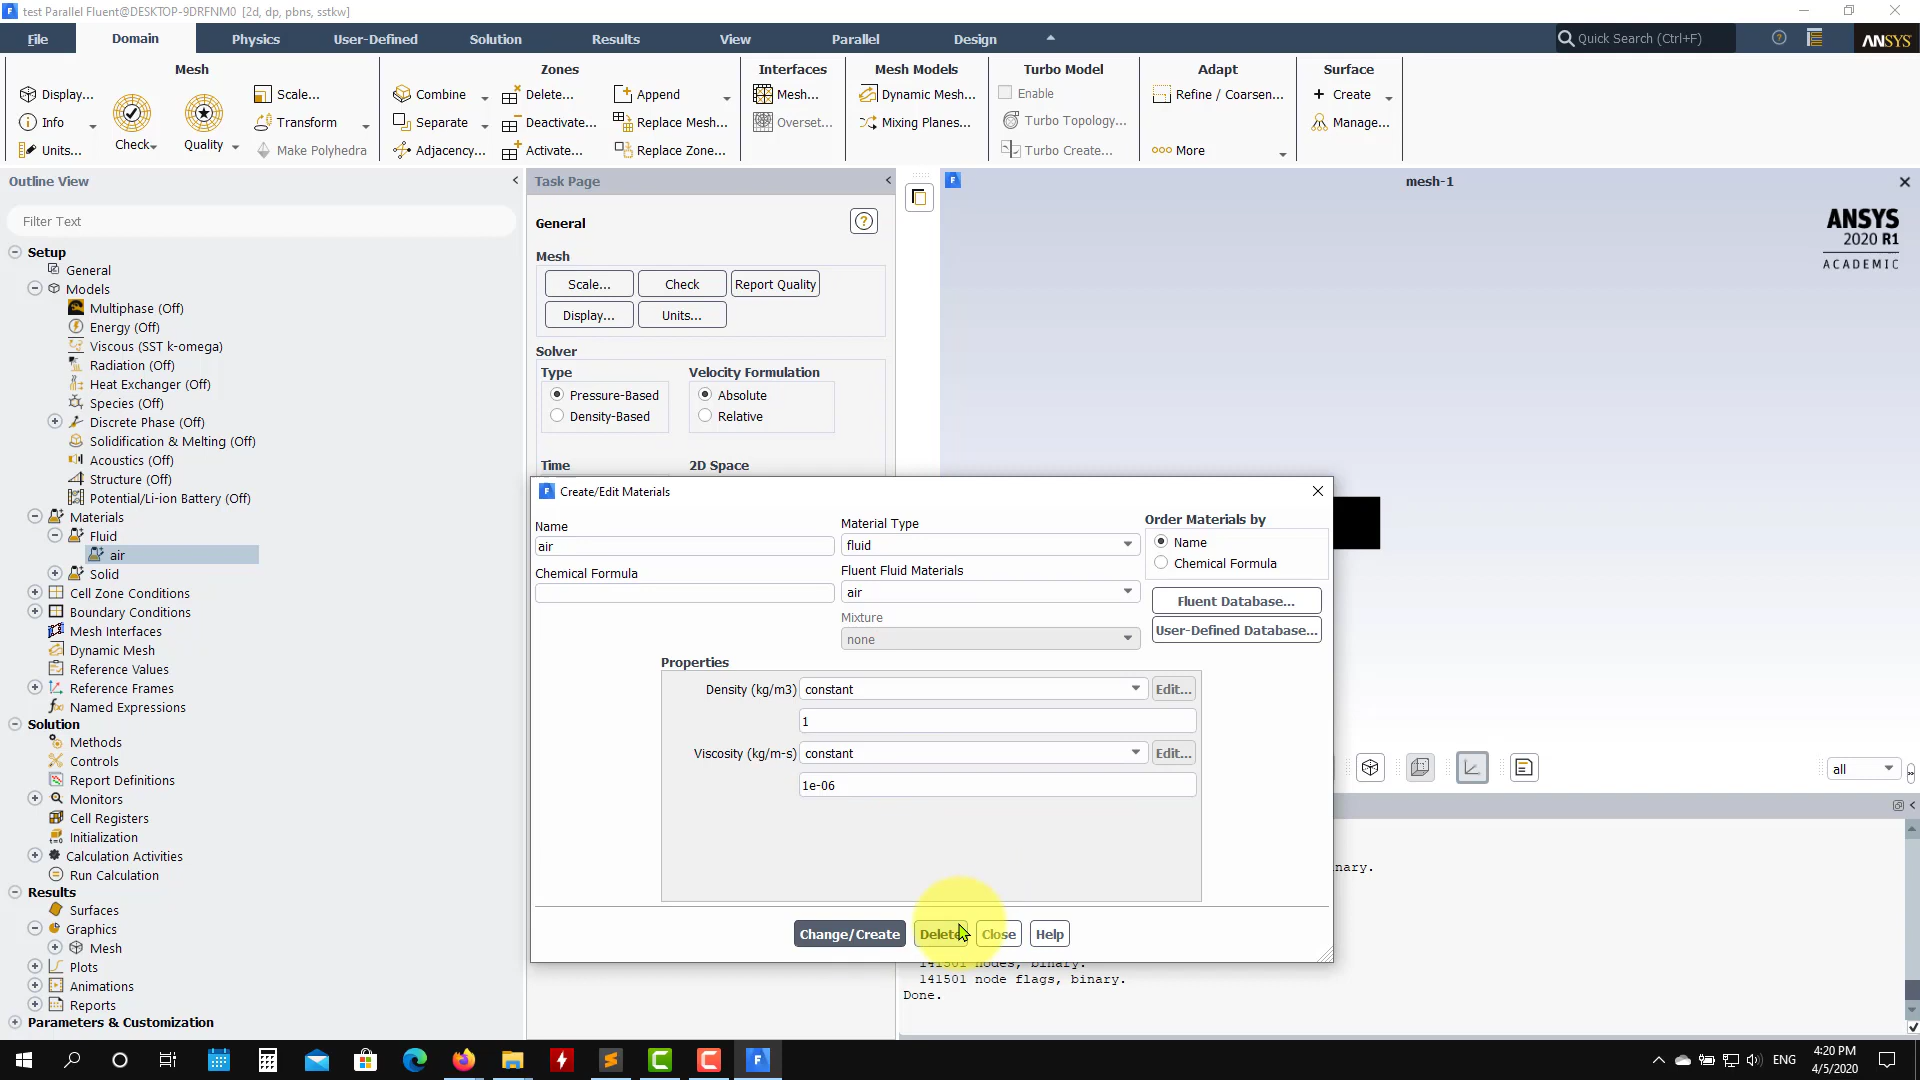 test Parallel Fluent@DESKTOP-9DRFNM0 [2d, dp, pbns, sstkw]
File Domain Physics User-Defined Solution Results View Parallel Design
Quick Search (Ctrl+F)
ANSYS
Mesh
Display...
Info
Units...
Check
Quality
Scale...
Transform
Make Polyhedra
Zones
Combine
Separate
Adjacency...
Delete...
Deactivate...
Activate...
Append
Replace Mesh...
Replace Zone...
Interfaces
Mesh...
Overset...
Mesh Models
Dynamic Mesh...
Mixing Planes...
Turbo Model
Enable
Turbo Topology...
Turbo Create...
Adapt
Refine / Coarsen...
More
Surface
Create
Manage...
Outline View
Filter Text
Setup
General
Models
Multiphase (Off)
Energy (Off)
Viscous (SST k-omega)
Radiation (Off)
Heat Exchanger (Off)
Species (Off)
Discrete Phase (Off)
Solidification & Melting (Off)
Acoustics (Off)
Structure (Off)
Potential/Li-ion Battery (Off)
Materials
Fluid
air
Solid
Cell Zone Conditions
Boundary Conditions
Mesh Interfaces
Dynamic Mesh
Reference Values
Reference Frames
Named Expressions
Solution
Methods
Controls
Report Definitions
Monitors
Cell Registers
Initialization
Calculation Activities
Run Calculation
Results
Surfaces
Graphics
Mesh
Plots
Animations
Reports
Parameters & Customization
Task Page
General
Mesh
Scale... Check Report Quality
Display... Units...
Solver
Type
Pressure-Based
Density-Based
Velocity Formulation
Absolute
Relative
Time 2D Space
mesh-1
ANSYS
2020 R1
ACADEMIC
Create/Edit Materials
Name
air
Chemical Formula
Material Type
fluid
Fluent Fluid Materials
air
Mixture
none
Order Materials by
Name
Chemical Formula
Fluent Database...
User-Defined Database...
Properties
Density (kg/m3) constant Edit...
1
Viscosity (kg/m-s) constant Edit...
1e-06
Change/Create Delete Close Help
all
nary.
141501 nodes, binary.
141501 node flags, binary.
Done.
ENG
4:20 PM
4/5/2020